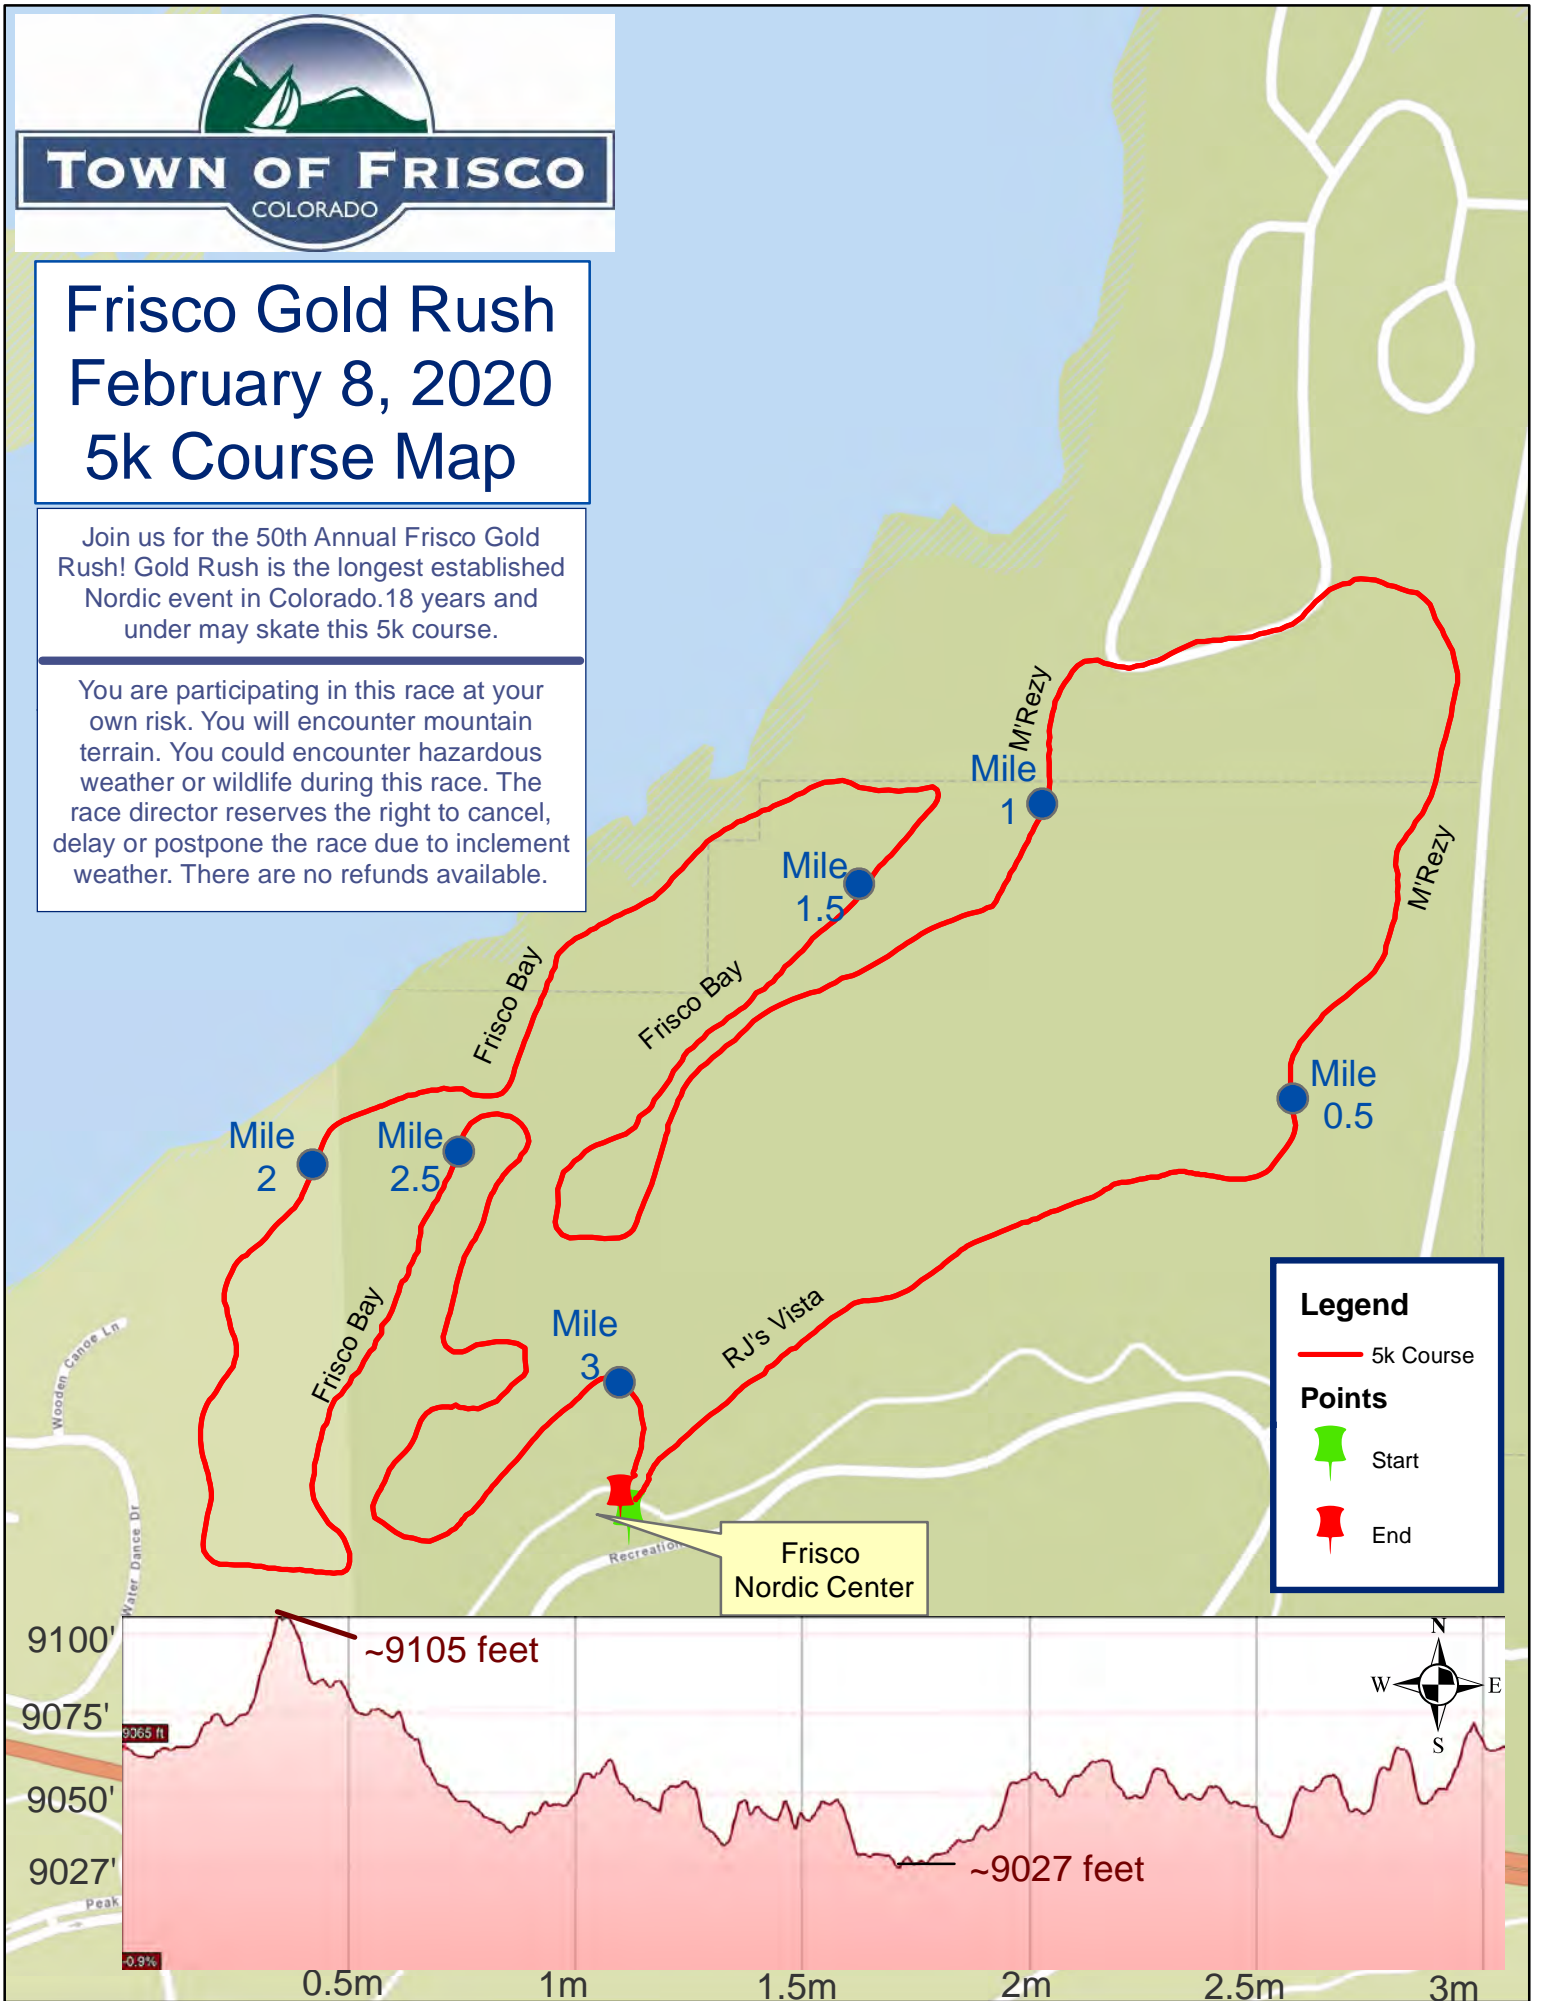 TOWN OF FRISCO
COLORADO
Frisco Gold Rush
February 8, 2020
5k Course Map
Join us for the 50th Annual Frisco Gold
Rush! Gold Rush is the longest established
Nordic event in Colorado.18 years and
under may skate this 5k course.
You are participating in this race at your
own risk. You will encounter mountain
terrain. You could encounter hazardous
weather or wildlife during this race. The
race director reserves the right to cancel,
delay or postpone the race due to inclement
weather. There are no refunds available.
M'Rezy
Mile
1
Mile
1.5
M'Rezy
Frisco Bay
Frisco Bay
Mile
0.5
Mile
2
Mile
2.5
Frisco Bay
Mile
3
RJ's Vista
Wooden Canoe Ln
Water Dance Dr
Recreation
Frisco
Nordic Center
Legend
5k Course
Points
Start
End
N
W
E
S
9100'
~9105 feet
9075'
9065 ft
9050'
9027'
~9027 feet
Peak
-0.9%
0.5m
1m
1.5m
2m
2.5m
3m